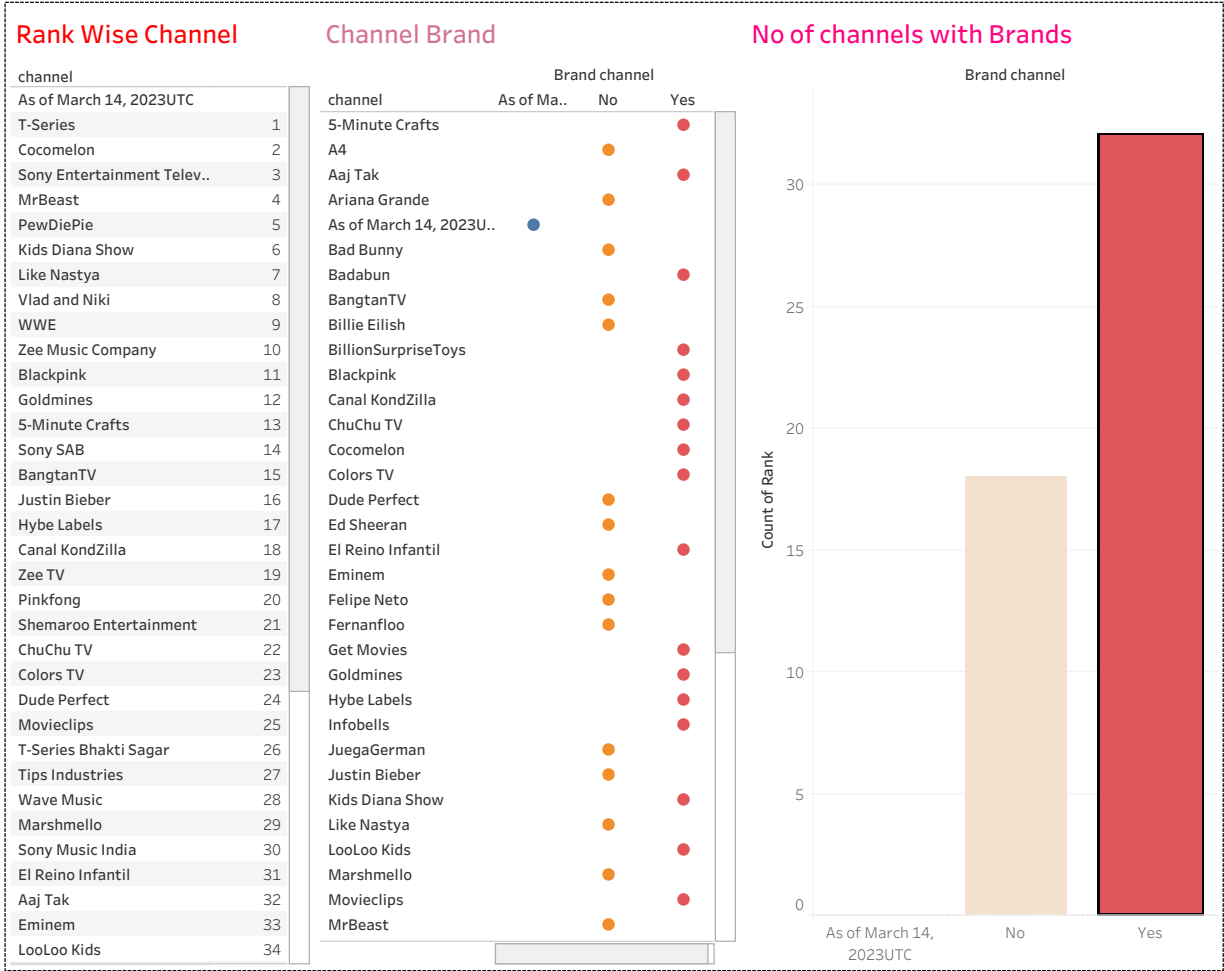 Rank Wise Channel
channel
As of March 14, 2023UTC
T-Series 1
Cocomelon 2
Sony Entertainment Telev.. 3
MrBeast 4
PewDiePie 5
Kids Diana Show 6
Like Nastya 7
Vlad and Niki 8
WWE 9
Zee Music Company 10
Blackpink 11
Goldmines 12
5-Minute Crafts 13
Sony SAB 14
BangtanTV 15
Justin Bieber 16
Hybe Labels 17
Canal KondZilla 18
Zee TV 19
Pinkfong 20
Shemaroo Entertainment 21
ChuChu TV 22
Colors TV 23
Dude Perfect 24
Movieclips 25
T-Series Bhakti Sagar 26
Tips Industries 27
Wave Music 28
Marshmello 29
Sony Music India 30
El Reino Infantil 31
Aaj Tak 32
Eminem 33
LooLoo Kids 34
Channel Brand
Brand channel
channel As of Ma.. No Yes
5-Minute Crafts
A4
Aaj Tak
Ariana Grande
As of March 14, 2023U..
Bad Bunny
Badabun
BangtanTV
Billie Eilish
BillionSurpriseToys
Blackpink
Canal KondZilla
ChuChu TV
Cocomelon
Colors TV
Dude Perfect
Ed Sheeran
El Reino Infantil
Eminem
Felipe Neto
Fernanfloo
Get Movies
Goldmines
Hybe Labels
Infobells
JuegaGerman
Justin Bieber
Kids Diana Show
Like Nastya
LooLoo Kids
Marshmello
Movieclips
MrBeast
No of channels with Brands
Brand channel
30
25
20
15
10
5
0
Count of Rank
As of March 14,
2023UTC
No
Yes